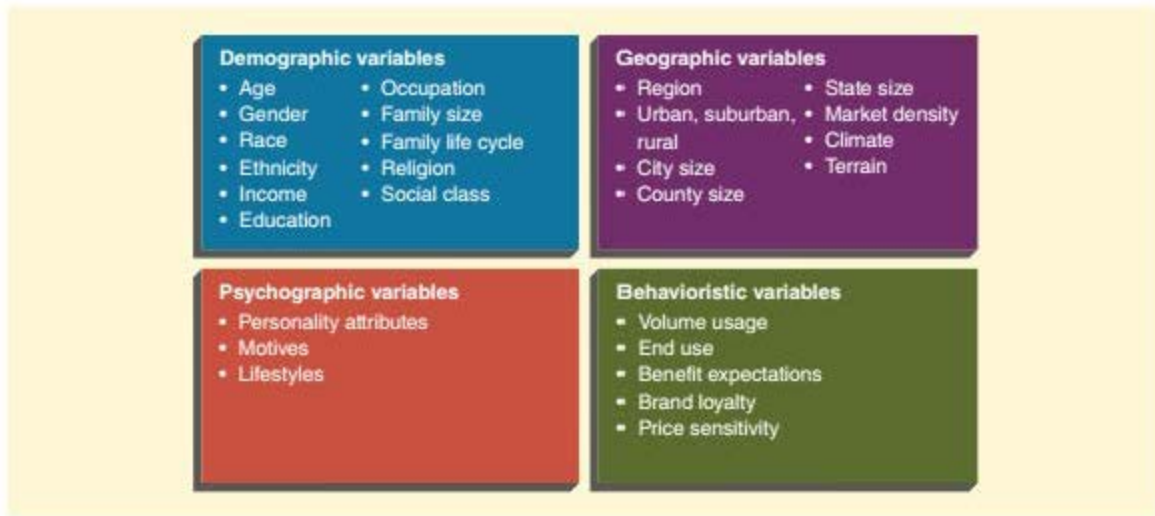 Demographic variables
• Age
• Gender
• Race
• Ethnicity
• Income
• Education
• Occupation
• Family size
• Family life cycle
• Religion
• Social class
Geographic variables
• Region
• Urban, suburban,
rural
• City size
• County size
• State size
• Market density
• Climate
• Terrain
Psychographic variables
• Personality attributes
• Motives
• Lifestyles
Behavioristic variables
• Volume usage
• End use
• Benefit expectations
• Brand loyalty
• Price sensitivity